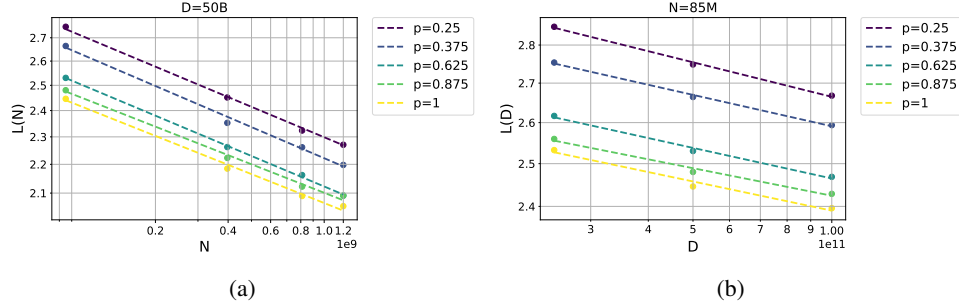 D=50B
L(N)
2.7
2.6
2.5
2.4
2.3
2.2
2.1
0.2
0.4
0.6
0.8
1.0
1.2
1e9
N
p=0.25
p=0.375
p=0.625
p=0.875
p=1
(a)
N=85M
L(D)
2.8
2.7
2.6
2.5
2.4
3
4
5
6
7
8
9
1.00
1e11
D
p=0.25
p=0.375
p=0.625
p=0.875
p=1
(b)